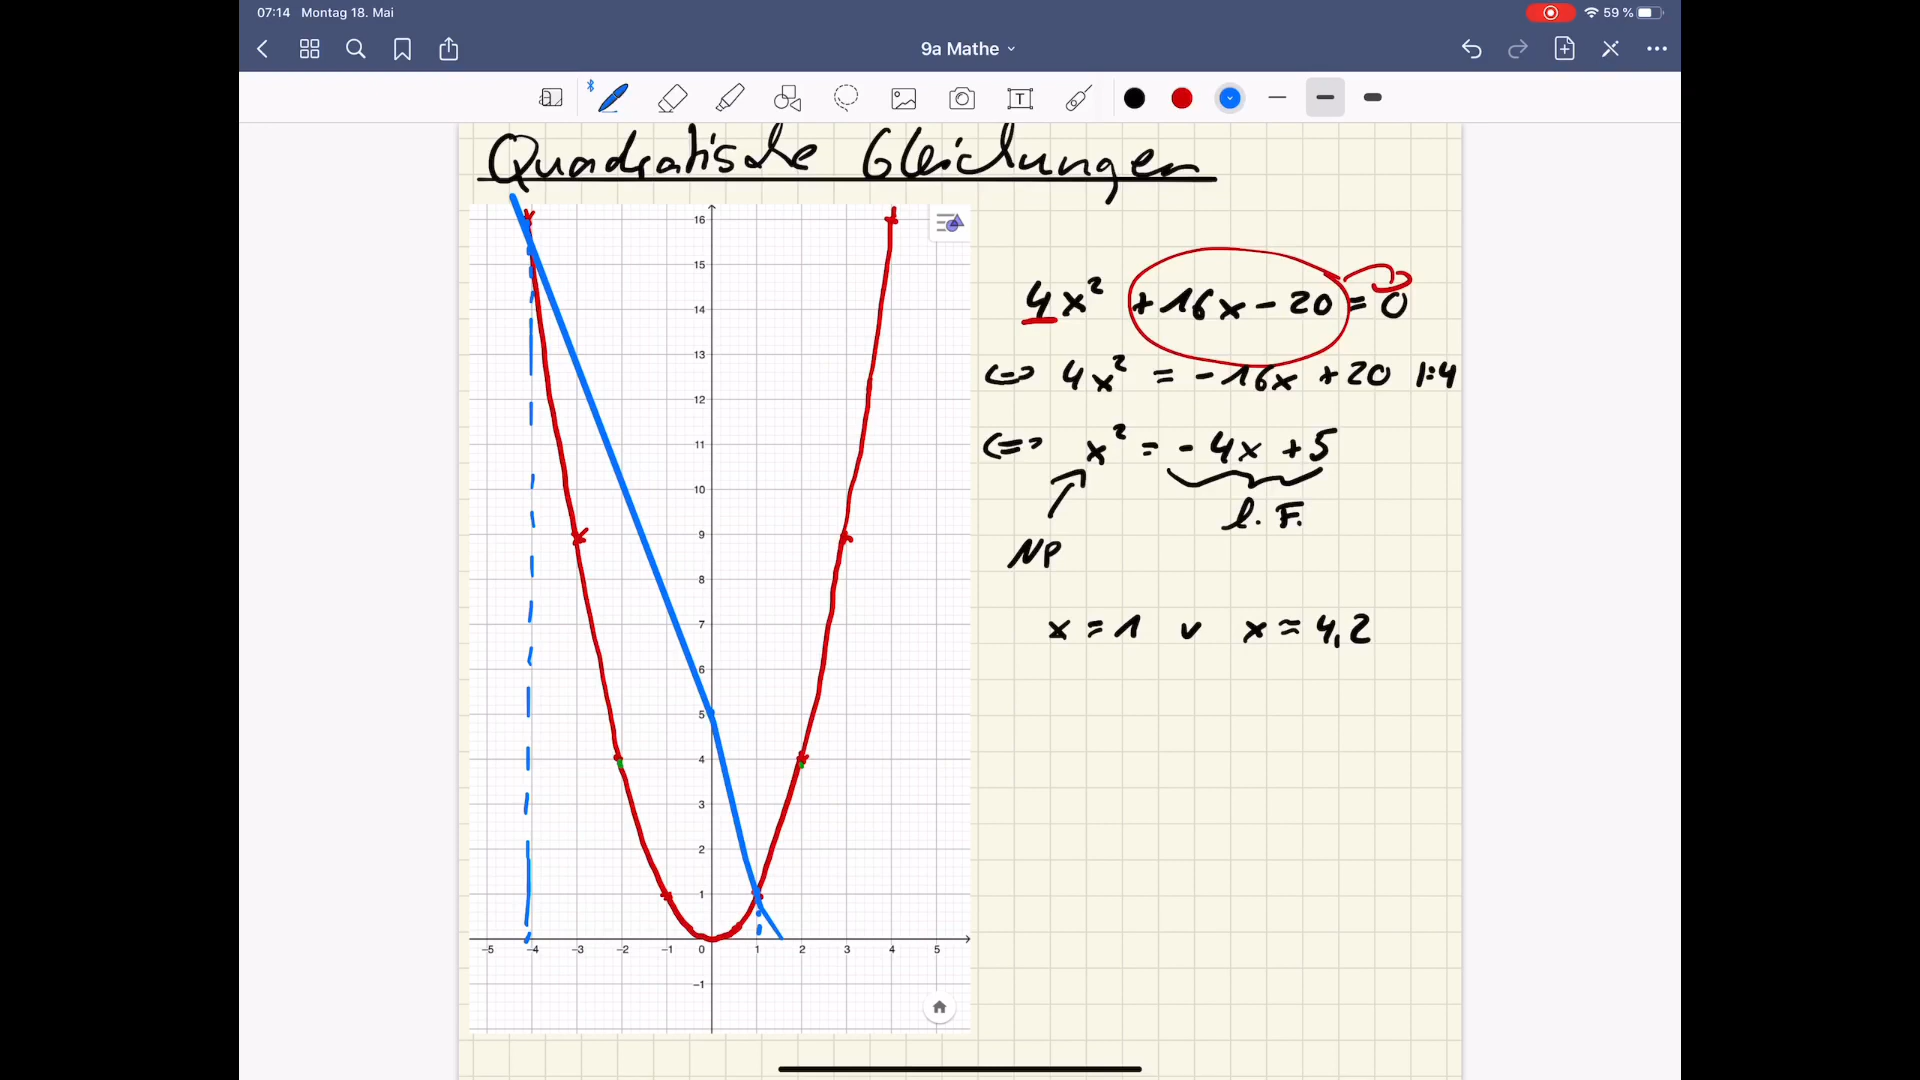 07:14 Montag 18. Mai
59 %
9a Mathe
Quadratische Gleichungen
4x² +16x - 20 = 0
<=> 4x² = -16x + 20 |:4
<=> x² = -4x + 5
l. F.
NP
x = 1 v x ≈ 4,2
16
15
14
13
12
11
10
9
8
7
6
5
4
3
2
1
-5 -4 -3 -2 -1 0 1 2 3 4 5
-1